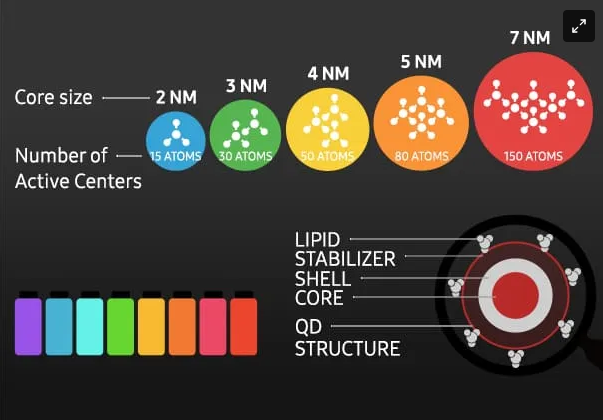 7 NM
5 NM
4 NM
3 NM
Core size
2 NM
15 ATOMS
30 ATOMS
50 ATOMS
80 ATOMS
150 ATOMS
Number of
Active Centers
LIPID
STABILIZER
SHELL
CORE
QD
STRUCTURE